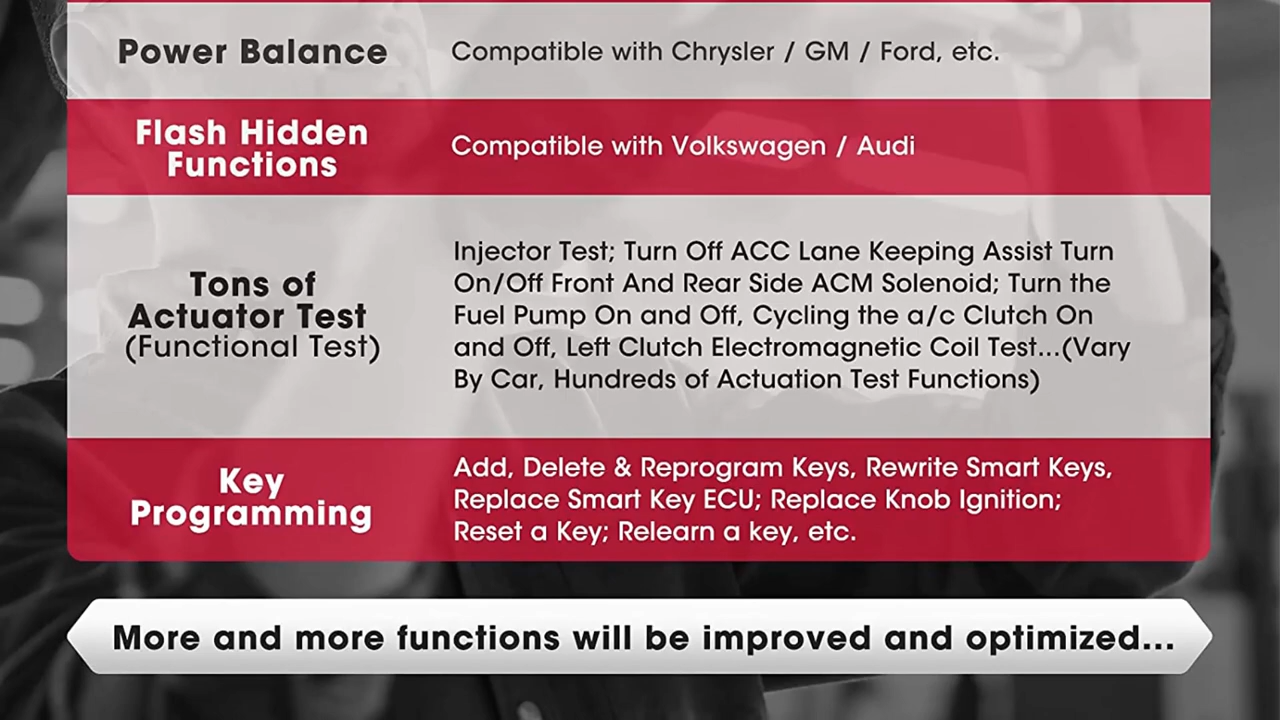 Power Balance
Compatible with Chrysler / GM / Ford, etc.
Flash Hidden
Functions
Compatible with Volkswagen / Audi
Tons of
Actuator Test
(Functional Test)
Injector Test; Turn Off ACC Lane Keeping Assist Turn
On/Off Front And Rear Side ACM Solenoid; Turn the
Fuel Pump On and Off, Cycling the a/c Clutch On
and Off, Left Clutch Electromagnetic Coil Test...(Vary
By Car, Hundreds of Actuation Test Functions)
Key
Programming
Add, Delete & Reprogram Keys, Rewrite Smart Keys,
Replace Smart Key ECU; Replace Knob Ignition;
Reset a Key; Relearn a key, etc.
More and more functions will be improved and optimized...